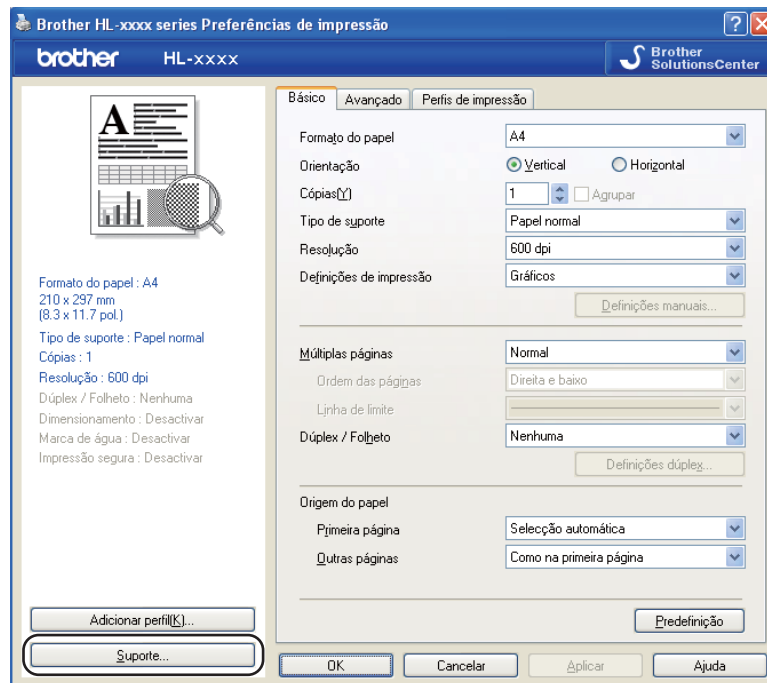 Brother HL-xxxx series Preferências de impressão
brother HL-xxxx
Brother
SolutionsCenter
A
Formato do papel : A4
210 x 297 mm
(8.3 x 11.7 pol.)
Tipo de suporte : Papel normal
Cópias : 1
Resolução : 600 dpi
Dúplex / Folheto : Nenhuma
Dimensionamento : Desactivar
Marca de água : Desactivar
Impressão segura : Desactivar
Adicionar perfil(K)...
Suporte...
Básico Avançado Perfis de impressão
Formato do papel A4
Orientação Vertical Horizontal
Cópias(Y) 1 Agrupar
Tipo de suporte Papel normal
Resolução 600 dpi
Definições de impressão Gráficos
Definições manuais...
Múltiplas páginas Normal
Ordem das páginas Direita e baixo
Linha de limite
Dúplex / Folheto Nenhuma
Definições dúplex...
Origem do papel
Primeira página Selecção automática
Outras páginas Como na primeira página
Predefinição
OK Cancelar Aplicar Ajuda